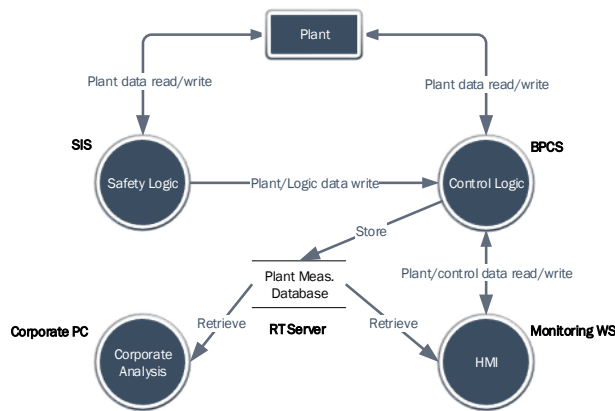 Plant
Plant data read/write
Plant data read/write
SIS
BPCS
Safety Logic
Plant/Logic data write
Control Logic
Store
Plant Meas.
Database
Plant/control data read/write
Corporate PC
Retrieve
RT Server
Retrieve
Monitoring WS
Corporate
Analysis
HMI